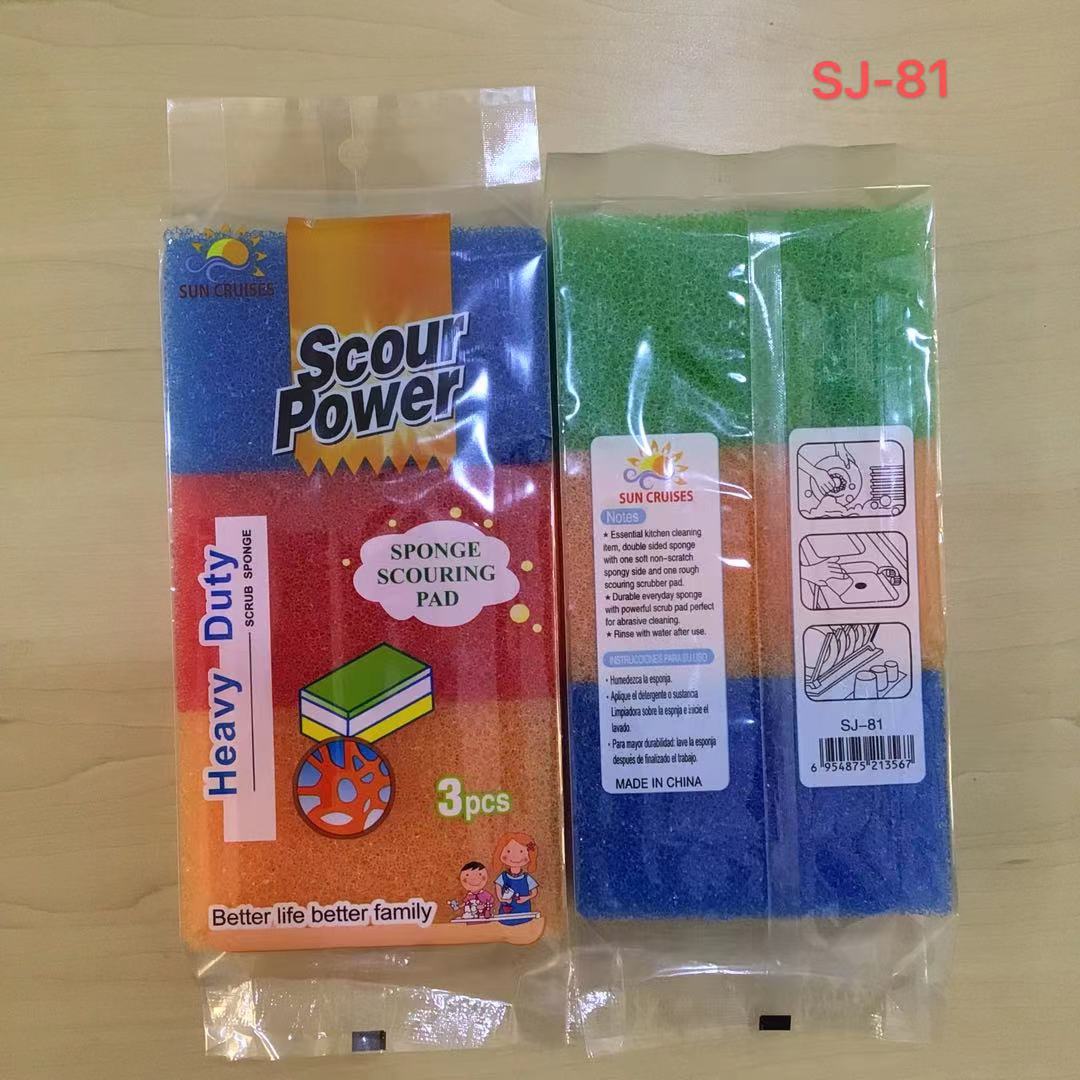 SJ-81
SUN CRUISES
Scour
Power
Heavy Duty
SCRUB SPONGE
SPONGE
SCOURING
PAD
3pcs
Better life better family
SUN CRUISES
Notes
★ Essential kitchen cleaning
item, double sided sponge
with one soft non-scratch
spongy side and one rough
scouring scrubber pad.
★ Durable everyday sponge
with powerful scrub pad perfect
for abrasive cleaning.
★ Rinse with water after use.
INSTRUCCIONES PARA SU USO
• Humedezca la esponja.
• Aplique el detergente o sustancia
Limpiadora sobre la espnja e inicie el
lavado.
• Para mayor durabilidad: lave la esponja
después de finalizado el trabajo.
MADE IN CHINA
SJ-81
6 954875 213567